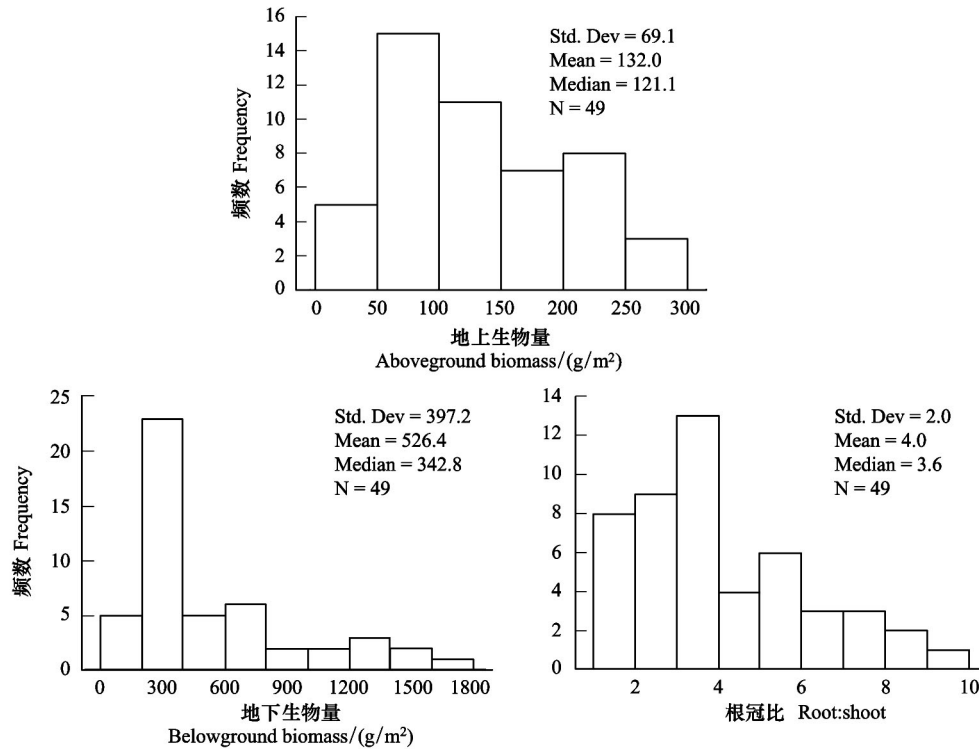 16
14
12
10
8
6
4
2
0
频数 Frequency
Std. Dev = 69.1
Mean = 132.0
Median = 121.1
N = 49
0 50 100 150 200 250 300
地上生物量
Aboveground biomass/(g/m²)
25
20
15
10
5
0
频数 Frequency
Std. Dev = 397.2
Mean = 526.4
Median = 342.8
N = 49
0 300 600 900 1200 1500 1800
地下生物量
Belowground biomass/(g/m²)
14
12
10
8
6
4
2
0
Std. Dev = 2.0
Mean = 4.0
Median = 3.6
N = 49
2 4 6 8 10
根冠比 Root:shoot